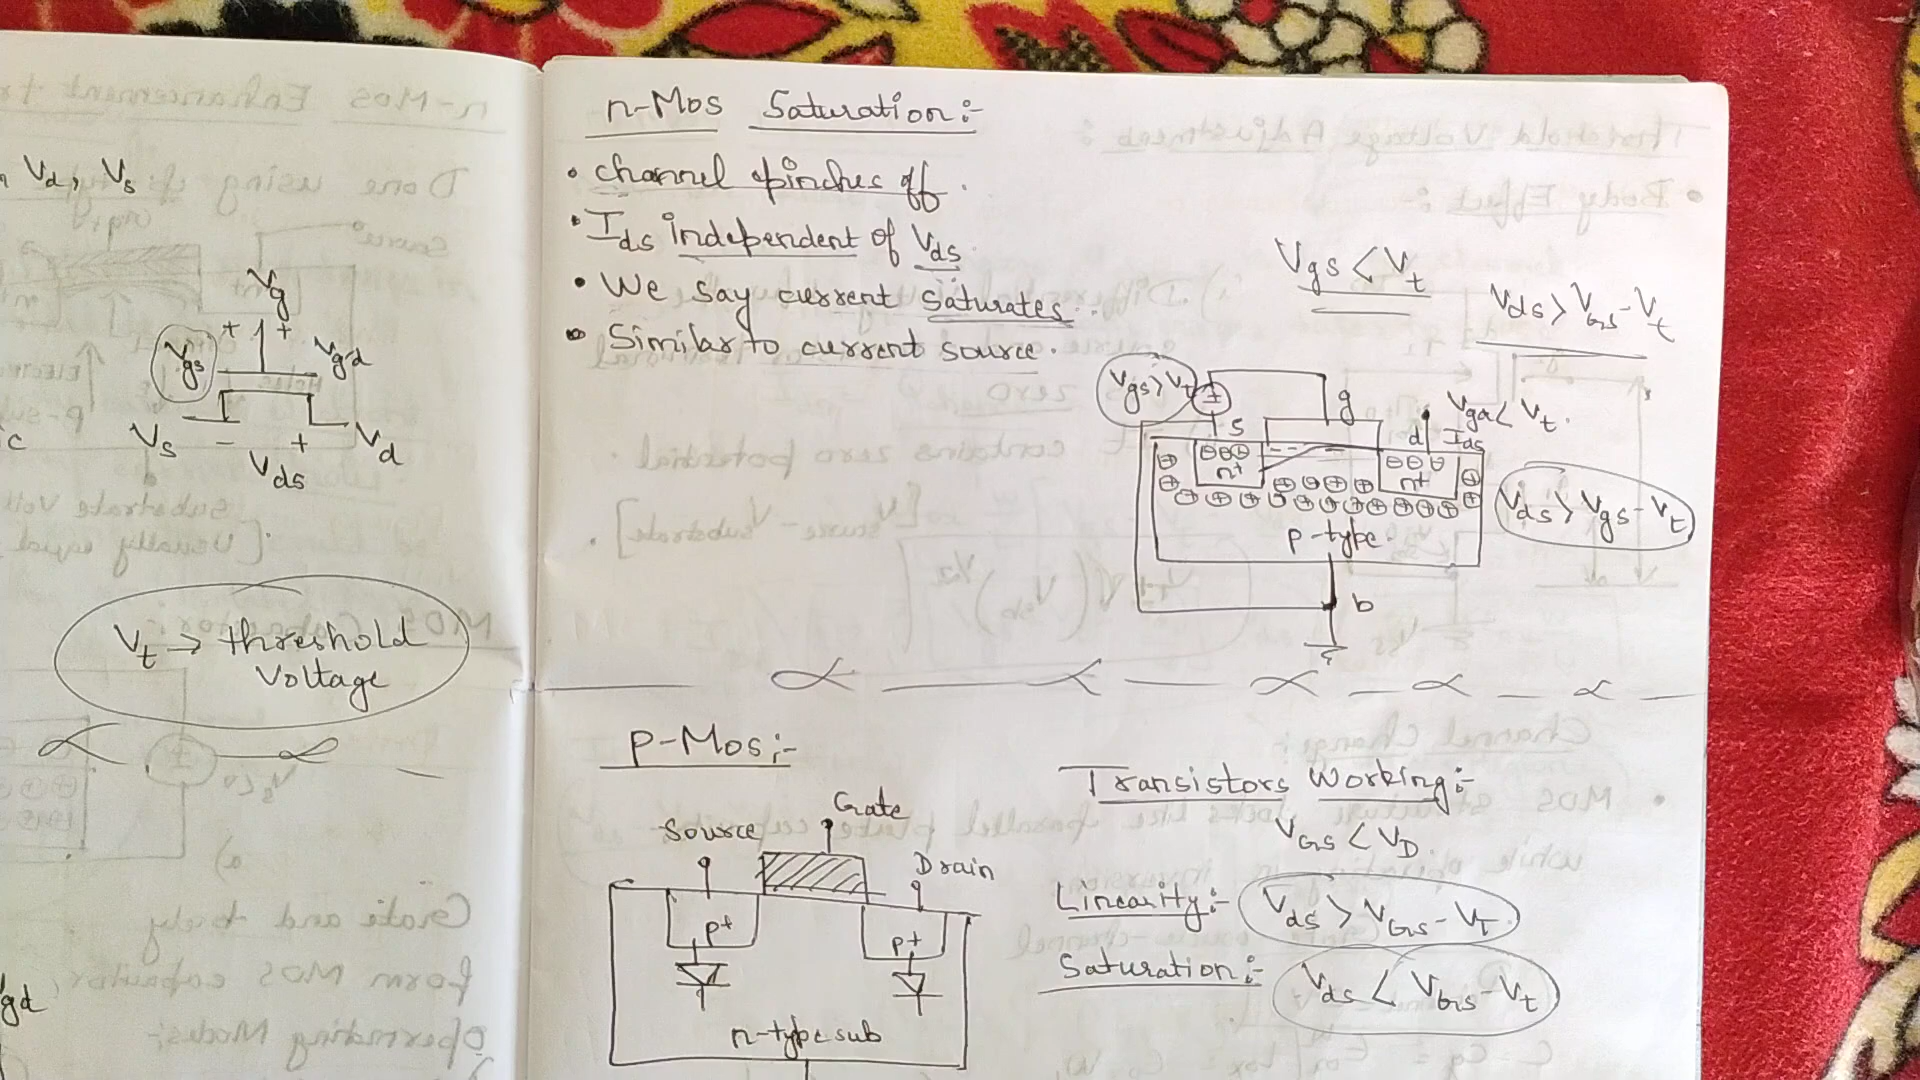 Vd, Vs
Vg
+ +
Vgs Vgd
Vs - + Vd
Vds
c
Vt → threshold
Voltage
gd
n-Mos Saturation:-
• channel pinches off.
• Ids independent of Vds
• We say current saturates.
• Similar to current source.
Vgs < Vt
Vds > VGS - Vt
Vgs > Vt
g
S
d Ids
n+ n+
Vds > Vgs - Vt
p-type
b
p-Mos:-
Gate
Source
Drain
p+ p+
n-type sub
Transistors Working:-
VGS < VD
Linearity:- Vds > VGS - VT
Saturation:- Vds < VGS - Vt